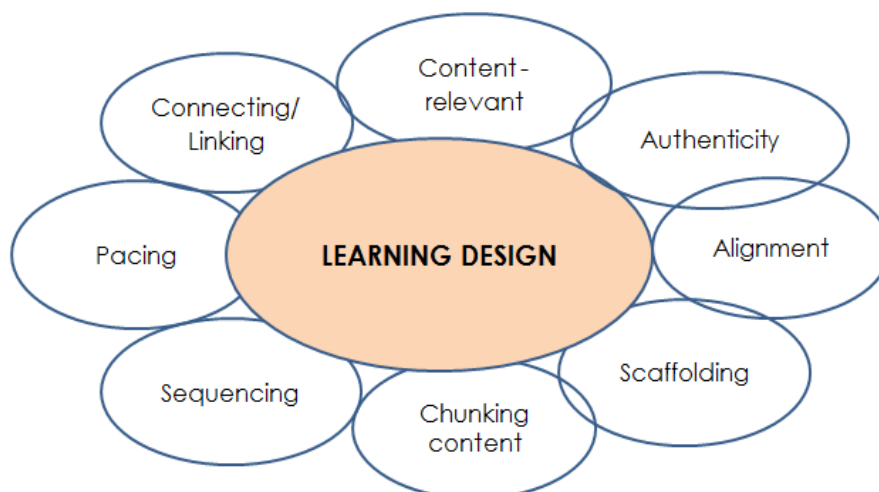 Content-
relevant
Connecting/
Linking
Authenticity
Pacing
LEARNING DESIGN
Alignment
Sequencing
Scaffolding
Chunking
content